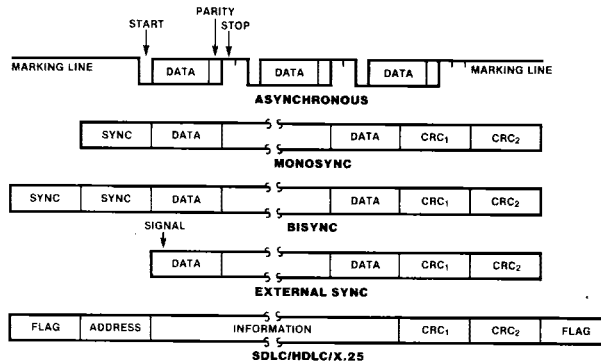 PARITY
START
STOP
MARKING LINE DATA DATA DATA MARKING LINE
ASYNCHRONOUS
SYNC DATA DATA CRC₁ CRC₂
MONOSYNC
SYNC SYNC DATA DATA CRC₁ CRC₂
BISYNC
SIGNAL
DATA DATA CRC₁ CRC₂
EXTERNAL SYNC
FLAG ADDRESS INFORMATION CRC₁ CRC₂ FLAG
SDLC/HDLC/X.25